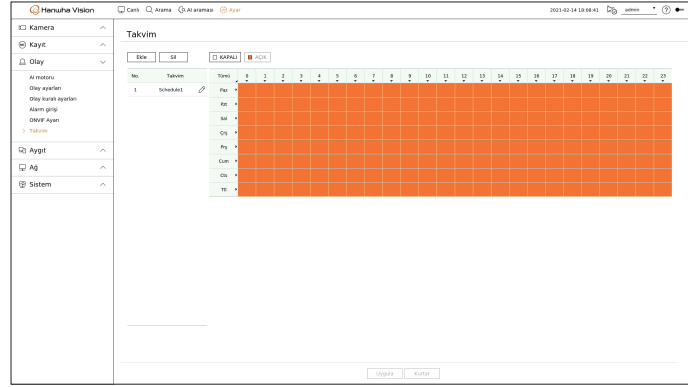 Hanwha Vision
Canlı Arama AI araması Ayar
2021-02-14 18:08:41 admin
Kamera
Kayıt
Olay
AI motoru
Olay ayarları
Olay kuralı ayarları
Alarm girişi
ONVIF Ayarı
Takvim
Aygıt
Ağ
Sistem
Takvim
Ekle Sil KAPALI AÇIK
No. Takvim Tümü 0 1 2 3 4 5 6 7 8 9 10 11 12 13 14 15 16 17 18 19 20 21 22 23
1 Schedule1 Paz
Pzt
Sal
Çrş
Prş
Cum
Cts
Ttl
Uygula Kurtar